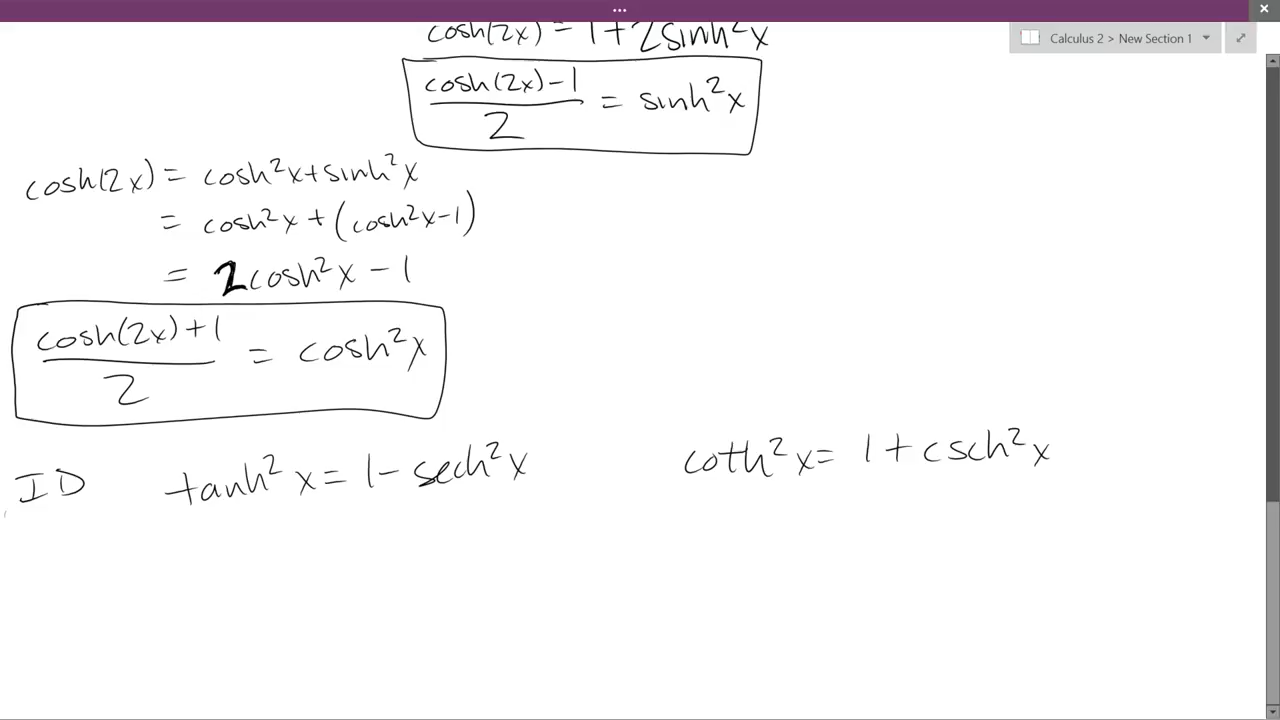 ...
Calculus 2 > New Section 1
cosh(2x) = 1 + 2sinh²x
(cosh(2x) - 1)/2 = sinh²x
cosh(2x) = cosh²x + sinh²x
= cosh²x + (cosh²x - 1)
= 2cosh²x - 1
(cosh(2x) + 1)/2 = cosh²x
ID tanh²x = 1 - sech²x coth²x = 1 + csch²x